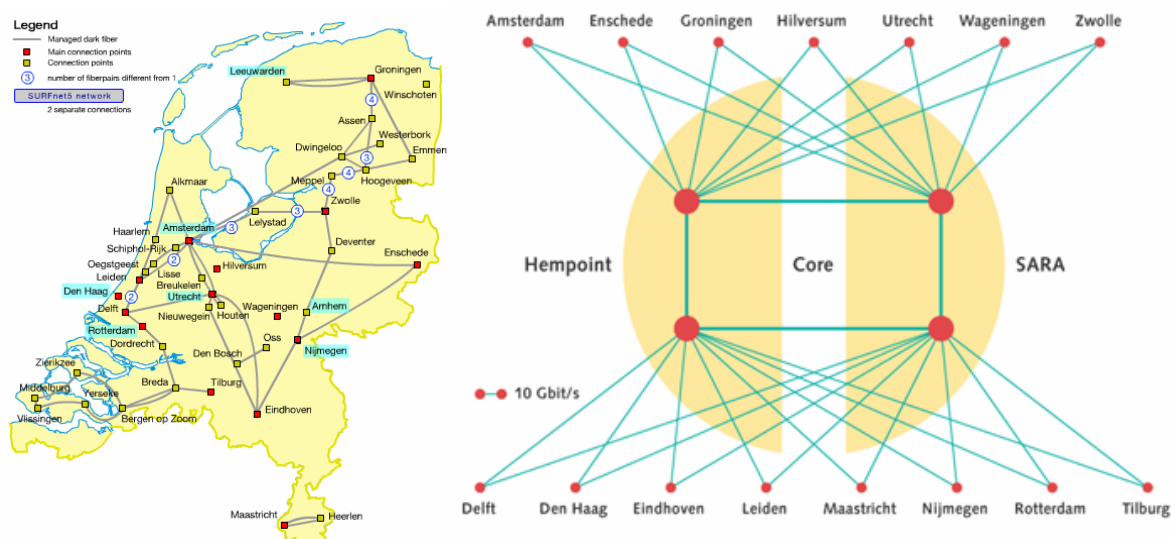 Legend
Managed dark fiber
Main connection points
Connection points
3 number of fiberpairs different from 1
SURFnet5 network
2 separate connections
Leeuwarden
Groningen
Winschoten
4
Assen
Westerbork
Dwingeloo
3
Emmen
4
Meppel
Hoogeveen
4
Alkmaar
Zwolle
3
Lelystad
3
Haarlem
Amsterdam
Schiphol-Rijk
Deventer
Enschede
2
Oegstgeest
Lisse
Hilversum
Leiden
Breukelen
Den Haag
2
Utrecht
Wageningen
Arnhem
Delft
Nieuwegein
Houten
Rotterdam
Oss
Dordrecht
Nijmegen
Den Bosch
Zierikzee
Middelburg
Yerseke
Breda
Tilburg
Vlissingen
Bergen op Zoom
Eindhoven
Maastricht
Heerlen
Amsterdam Enschede Groningen Hilversum Utrecht Wageningen Zwolle
Hempoint Core SARA
10 Gbit/s
Delft Den Haag Eindhoven Leiden Maastricht Nijmegen Rotterdam Tilburg